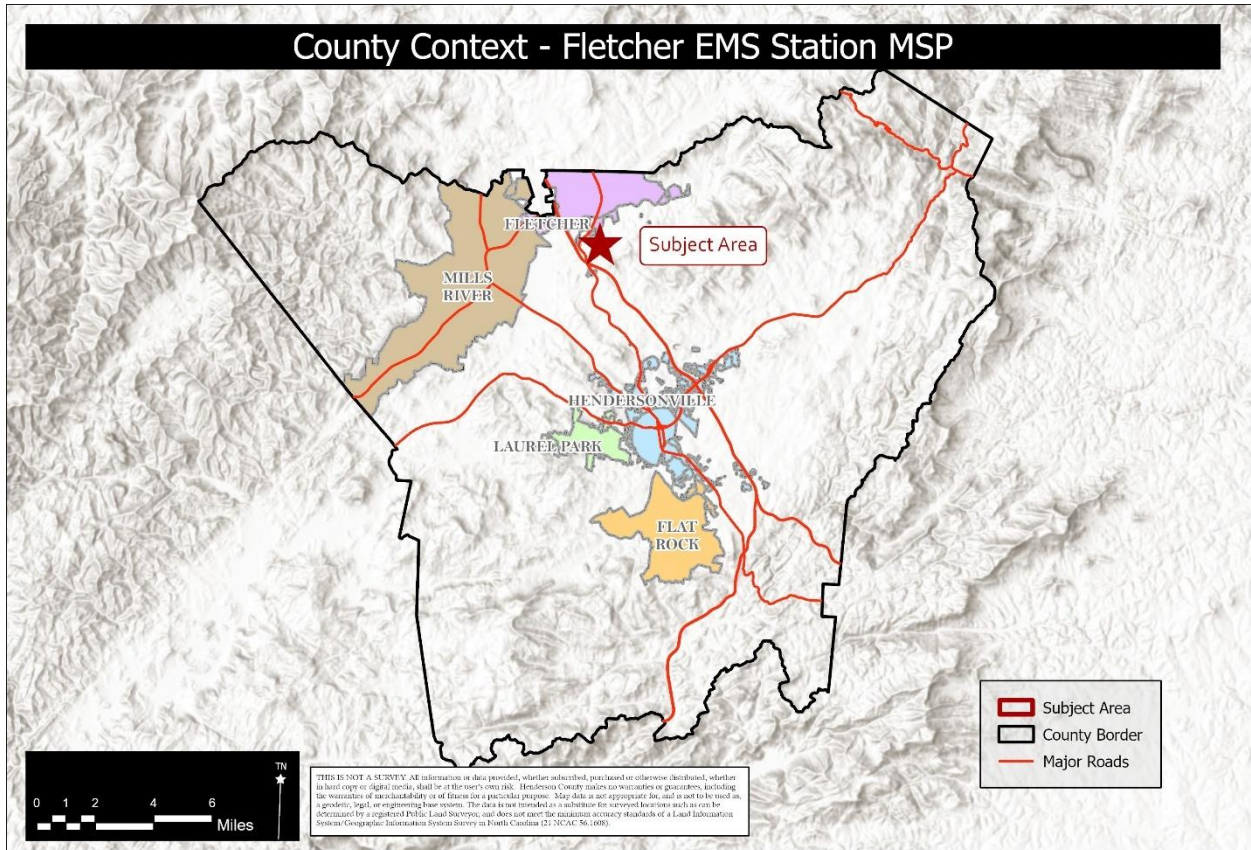 County Context - Fletcher EMS Station MSP
FLETCHER
Subject Area
MILLS
RIVER
HENDERSONVILLE
LAUREL PARK
FLAT
ROCK
Subject Area
County Border
Major Roads
TN
0 1 2 4 6
Miles
THIS IS NOT A SURVEY. All information or data provided, whether subscribed, purchased or otherwise distributed, whether
in hard copy or digital media, shall be at the user's own risk. Henderson County makes no warranties or guarantees, including
the warranties of merchantability or of fitness for a particular purpose. Map data is not appropriate for, and is not to be used as,
a geodetic, legal, or engineering base system. The data is not intended as a substitute for surveyed locations such as can be
determined by a registered Public Land Surveyor, and does not meet the minimum accuracy standards of a Land Information
System/Geographic Information System Survey in North Carolina (21 NCAC 56.1608).